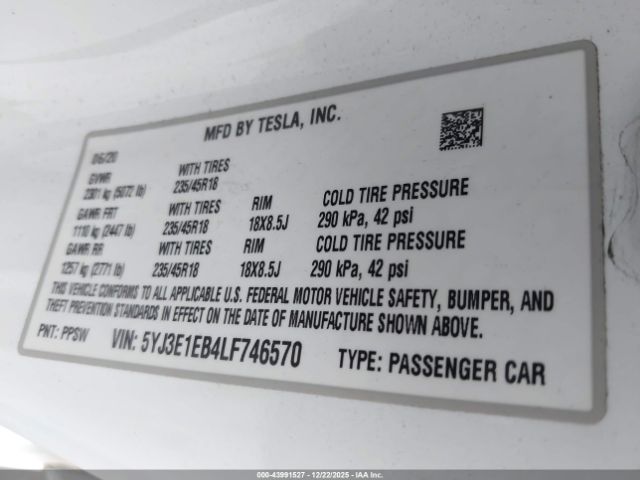 MFD BY TESLA, INC.
06/20
GVWR WITH TIRES
2301 kg (5072 lb) 235/45R18
GAWR FRT WITH TIRES RIM COLD TIRE PRESSURE
1110 kg (2447 lb) 235/45R18 18X8.5J 290 kPa, 42 psi
GAWR RR WITH TIRES RIM COLD TIRE PRESSURE
1257 kg (2771 lb) 235/45R18 18X8.5J 290 kPa, 42 psi
THIS VEHICLE CONFORMS TO ALL APPLICABLE U.S. FEDERAL MOTOR VEHICLE SAFETY, BUMPER, AND
THEFT PREVENTION STANDARDS IN EFFECT ON THE DATE OF MANUFACTURE SHOWN ABOVE.
PNT: PPSW VIN: 5YJ3E1EB4LF746570 TYPE: PASSENGER CAR
000-43991527 - 12/22/2025 - IAA Inc.